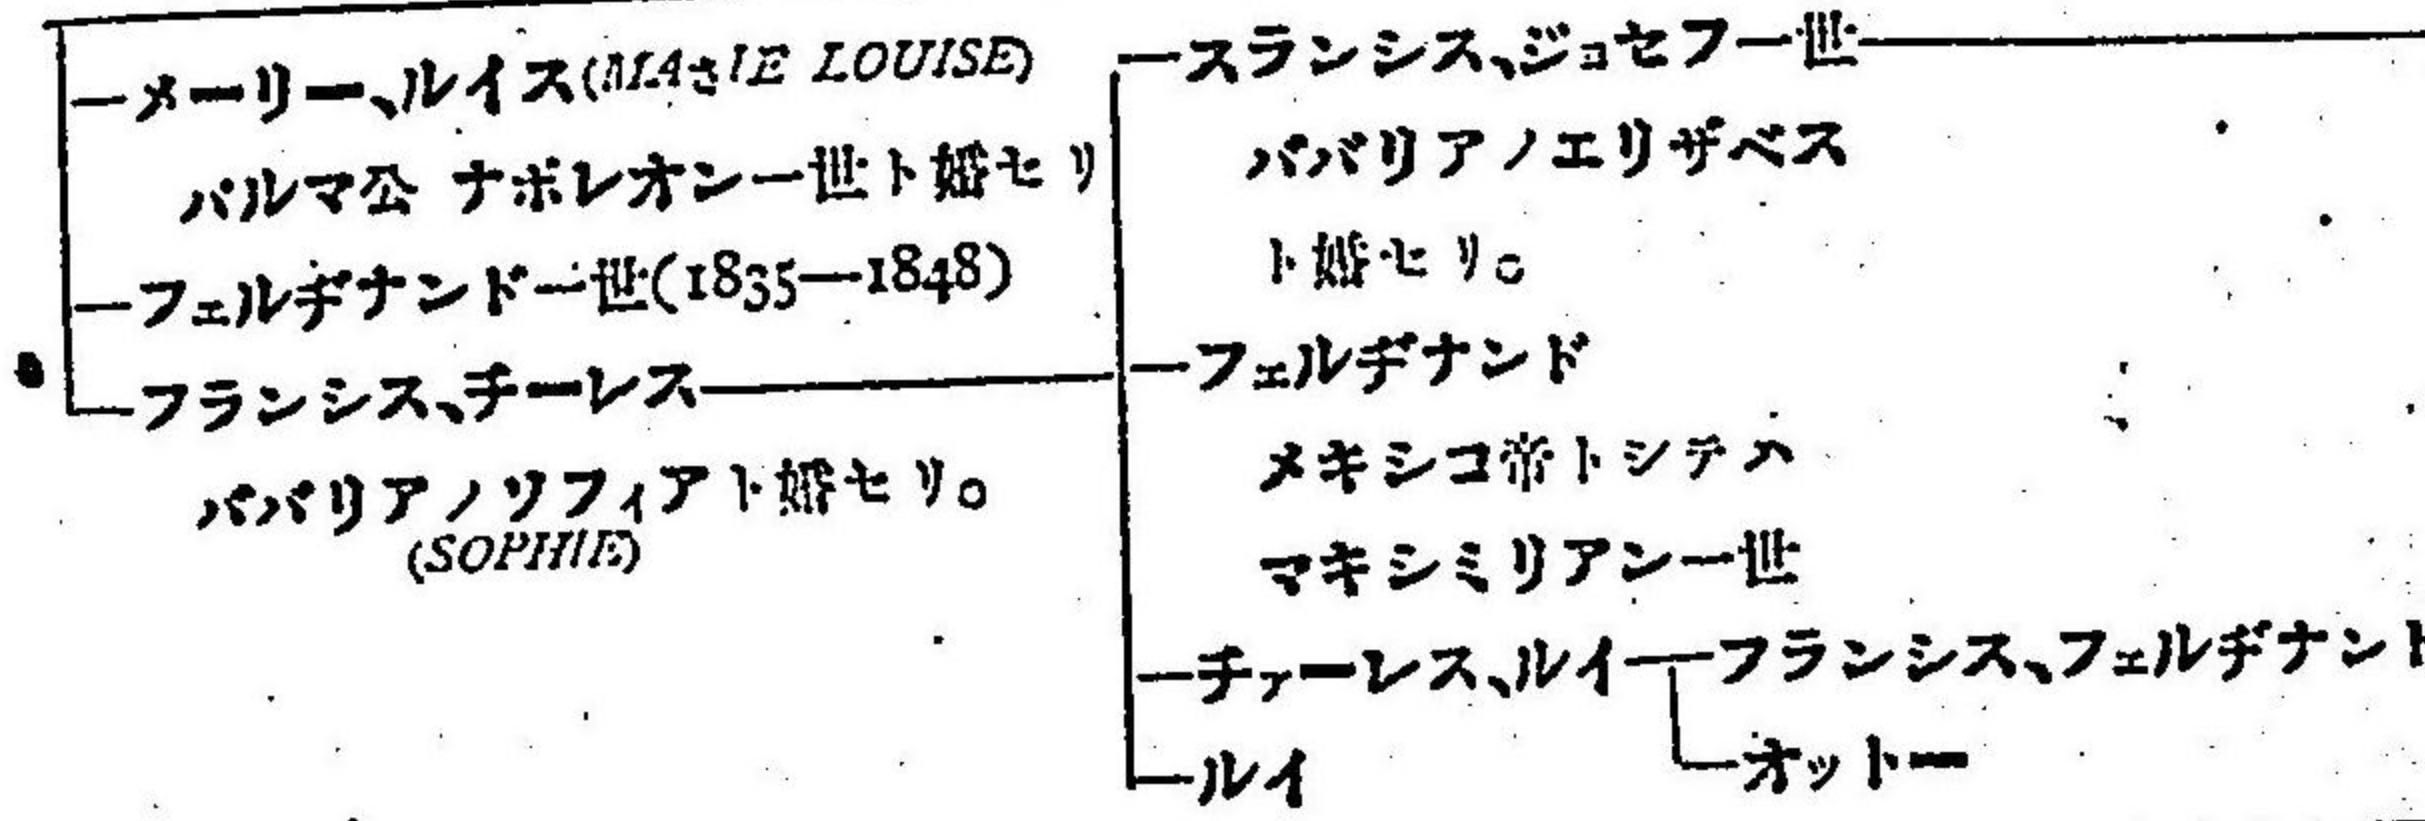 メーリー、ルイス(MAさIE LOUISE)
パルマ公 ナポレオン一世ト婚セリ
フェルヂナンド一世(1835—1848)
フランシス、チーレス
ババリアノソフィアト婚セリ。
(SOPHIE)
スランシス、ジョセフ一世
ババリアノエリザベス
ト婚セリ。
フェルヂナンド
メキシコ帝トシテハ
マキシミリアン一世
チァーレス、ルイ
フランシス、フェルヂナント
オットー
ルイ